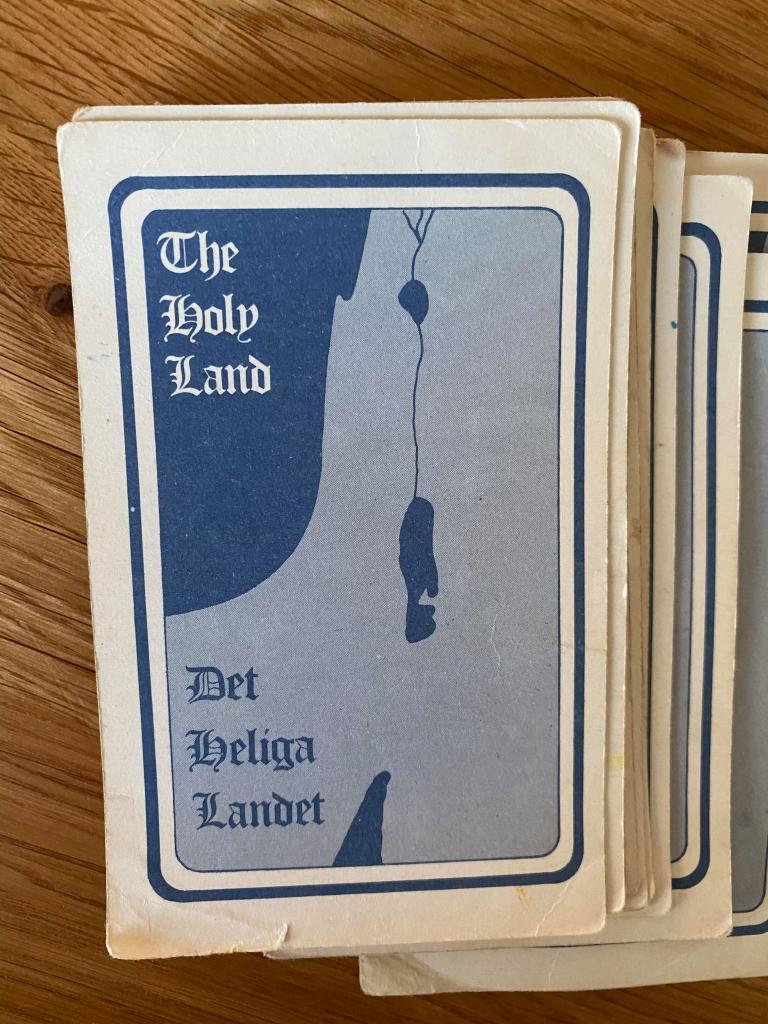 The
Holy
Land
Det
Heliga
Landet